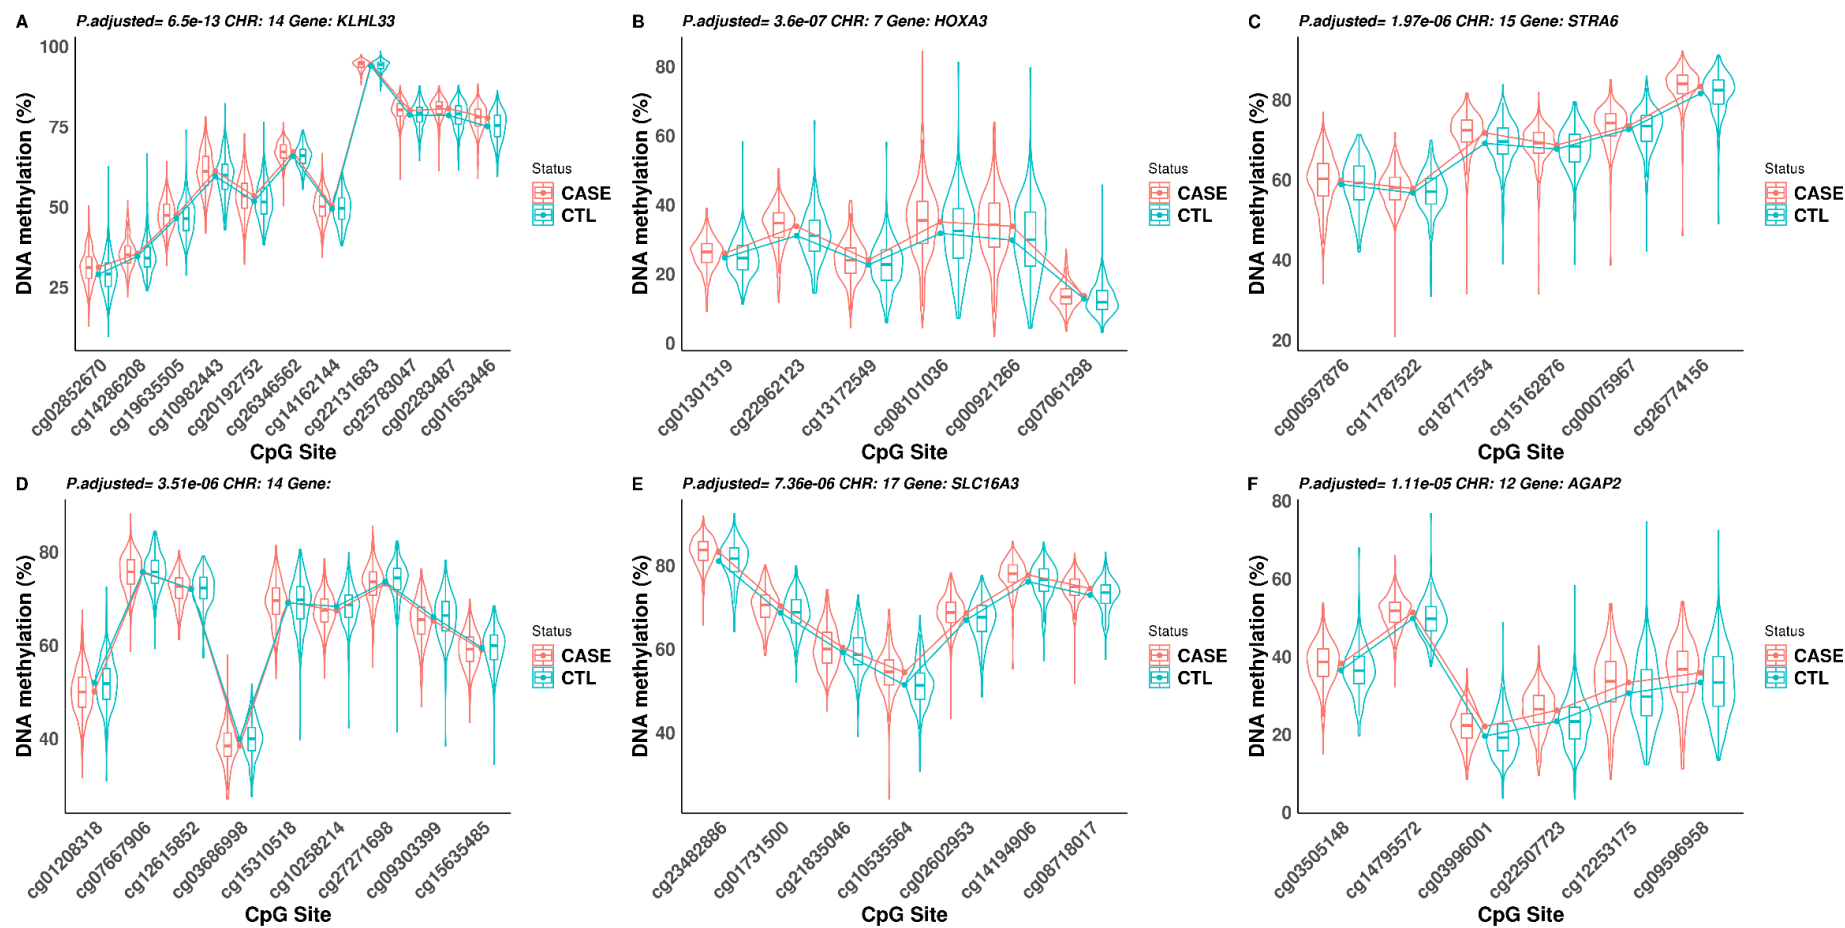 A P.adjusted= 6.5e-13 CHR: 14 Gene: KLHL33
DNA methylation (%)
100
75
50
25
cg02852670
cg14286208
cg19635505
cg10982443
cg20192752
cg26346562
cg14162144
cg22131683
cg25783047
cg02283487
cg01653446
CpG Site
Status
CASE
CTL
B P.adjusted= 3.6e-07 CHR: 7 Gene: HOXA3
DNA methylation (%)
80
60
40
20
0
cg01301319
cg22962123
cg13172549
cg08101036
cg00921266
cg07061298
CpG Site
Status
CASE
CTL
C P.adjusted= 1.97e-06 CHR: 15 Gene: STRA6
DNA methylation (%)
80
60
40
20
cg00597876
cg11787522
cg18717554
cg15162876
cg00075967
cg26774156
CpG Site
Status
CASE
CTL
D P.adjusted= 3.51e-06 CHR: 14 Gene:
DNA methylation (%)
80
60
40
cg01208318
cg07667906
cg12615852
cg03686998
cg15310518
cg10258214
cg27271698
cg09303399
cg15635485
CpG Site
Status
CASE
CTL
E P.adjusted= 7.36e-06 CHR: 17 Gene: SLC16A3
DNA methylation (%)
80
60
40
cg23482886
cg01731500
cg21835046
cg10535564
cg02602953
cg14194906
cg08718017
CpG Site
Status
CASE
CTL
F P.adjusted= 1.11e-05 CHR: 12 Gene: AGAP2
DNA methylation (%)
80
60
40
20
0
cg03505148
cg14795572
cg03996001
cg22507723
cg12253175
cg09596958
CpG Site
Status
CASE
CTL